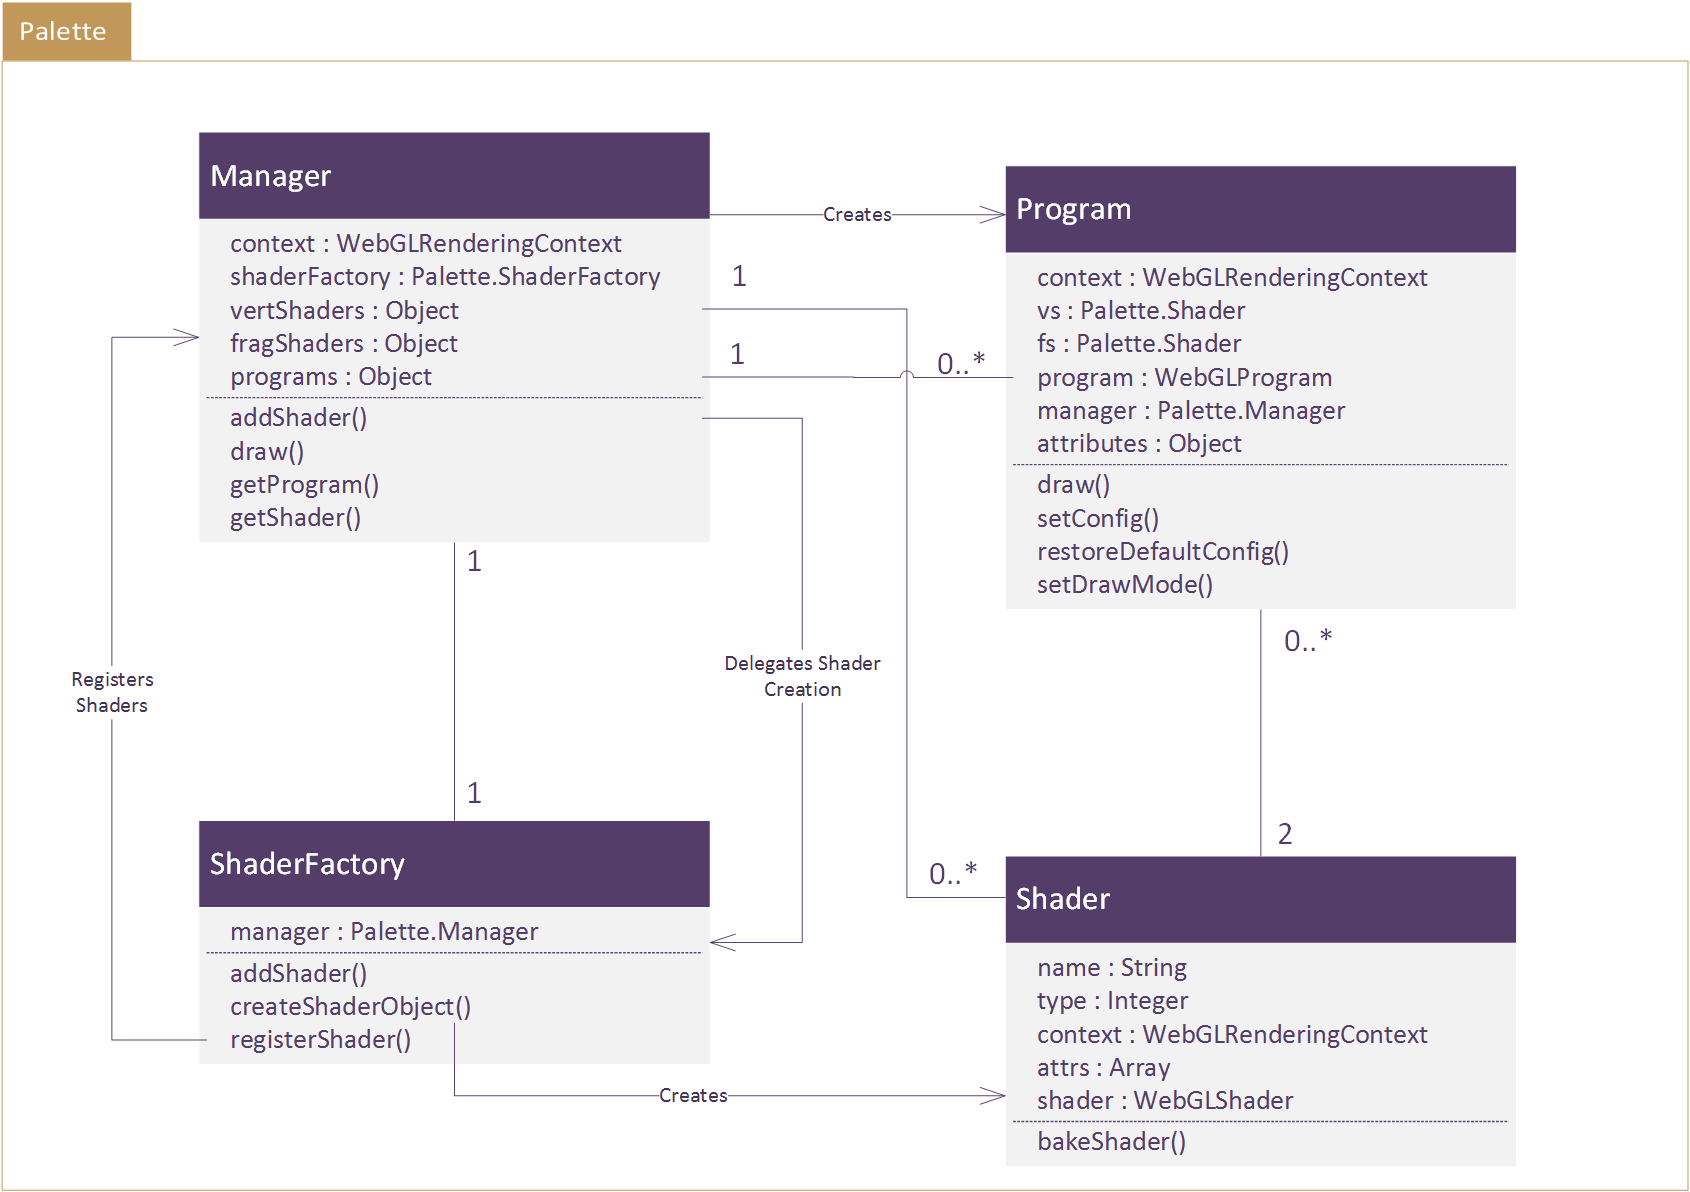 Palette
Manager
context : WebGLRenderingContext
shaderFactory : Palette.ShaderFactory
vertShaders : Object
fragShaders : Object
programs : Object
addShader()
draw()
getProgram()
getShader()
Creates
1
1
0..*
Program
context : WebGLRenderingContext
vs : Palette.Shader
fs : Palette.Shader
program : WebGLProgram
manager : Palette.Manager
attributes : Object
draw()
setConfig()
restoreDefaultConfig()
setDrawMode()
1
0..*
Registers
Shaders
Delegates Shader
Creation
1
2
0..*
ShaderFactory
manager : Palette.Manager
addShader()
createShaderObject()
registerShader()
Creates
Shader
name : String
type : Integer
context : WebGLRenderingContext
attrs : Array
shader : WebGLShader
bakeShader()